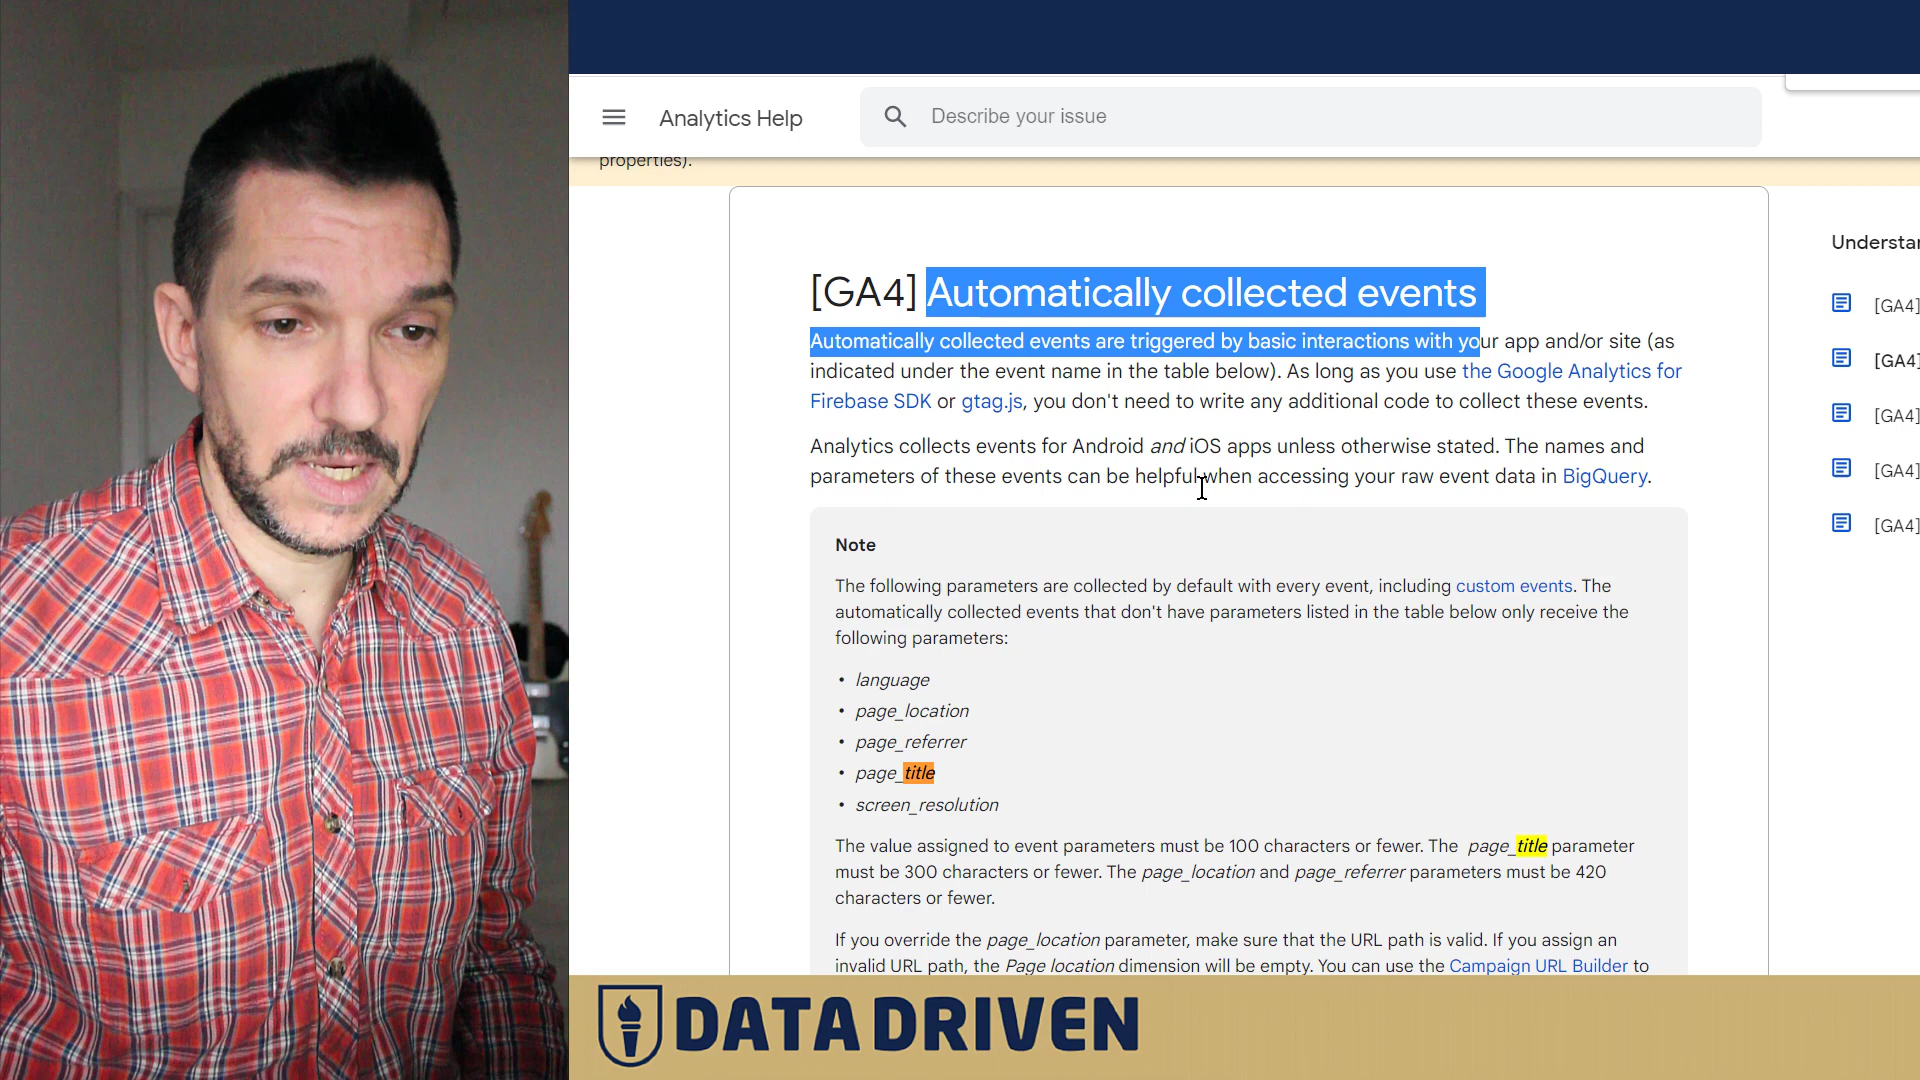 Analytics Help
Describe your issue
properties).
[GA4] Automatically collected events
Automatically collected events are triggered by basic interactions with your app and/or site (as
indicated under the event name in the table below). As long as you use the Google Analytics for
Firebase SDK or gtag.js, you don't need to write any additional code to collect these events.
Analytics collects events for Android and iOS apps unless otherwise stated. The names and
parameters of these events can be helpful when accessing your raw event data in BigQuery.
Note
The following parameters are collected by default with every event, including custom events. The
automatically collected events that don't have parameters listed in the table below only receive the
following parameters:
• language
• page_location
• page_referrer
• page_title
• screen_resolution
The value assigned to event parameters must be 100 characters or fewer. The page_title parameter
must be 300 characters or fewer. The page_location and page_referrer parameters must be 420
characters or fewer.
If you override the page_location parameter, make sure that the URL path is valid. If you assign an
invalid URL path, the Page location dimension will be empty. You can use the Campaign URL Builder to
Understa
[GA4]
[GA4]
[GA4]
[GA4]
[GA4]
DATA DRIVEN